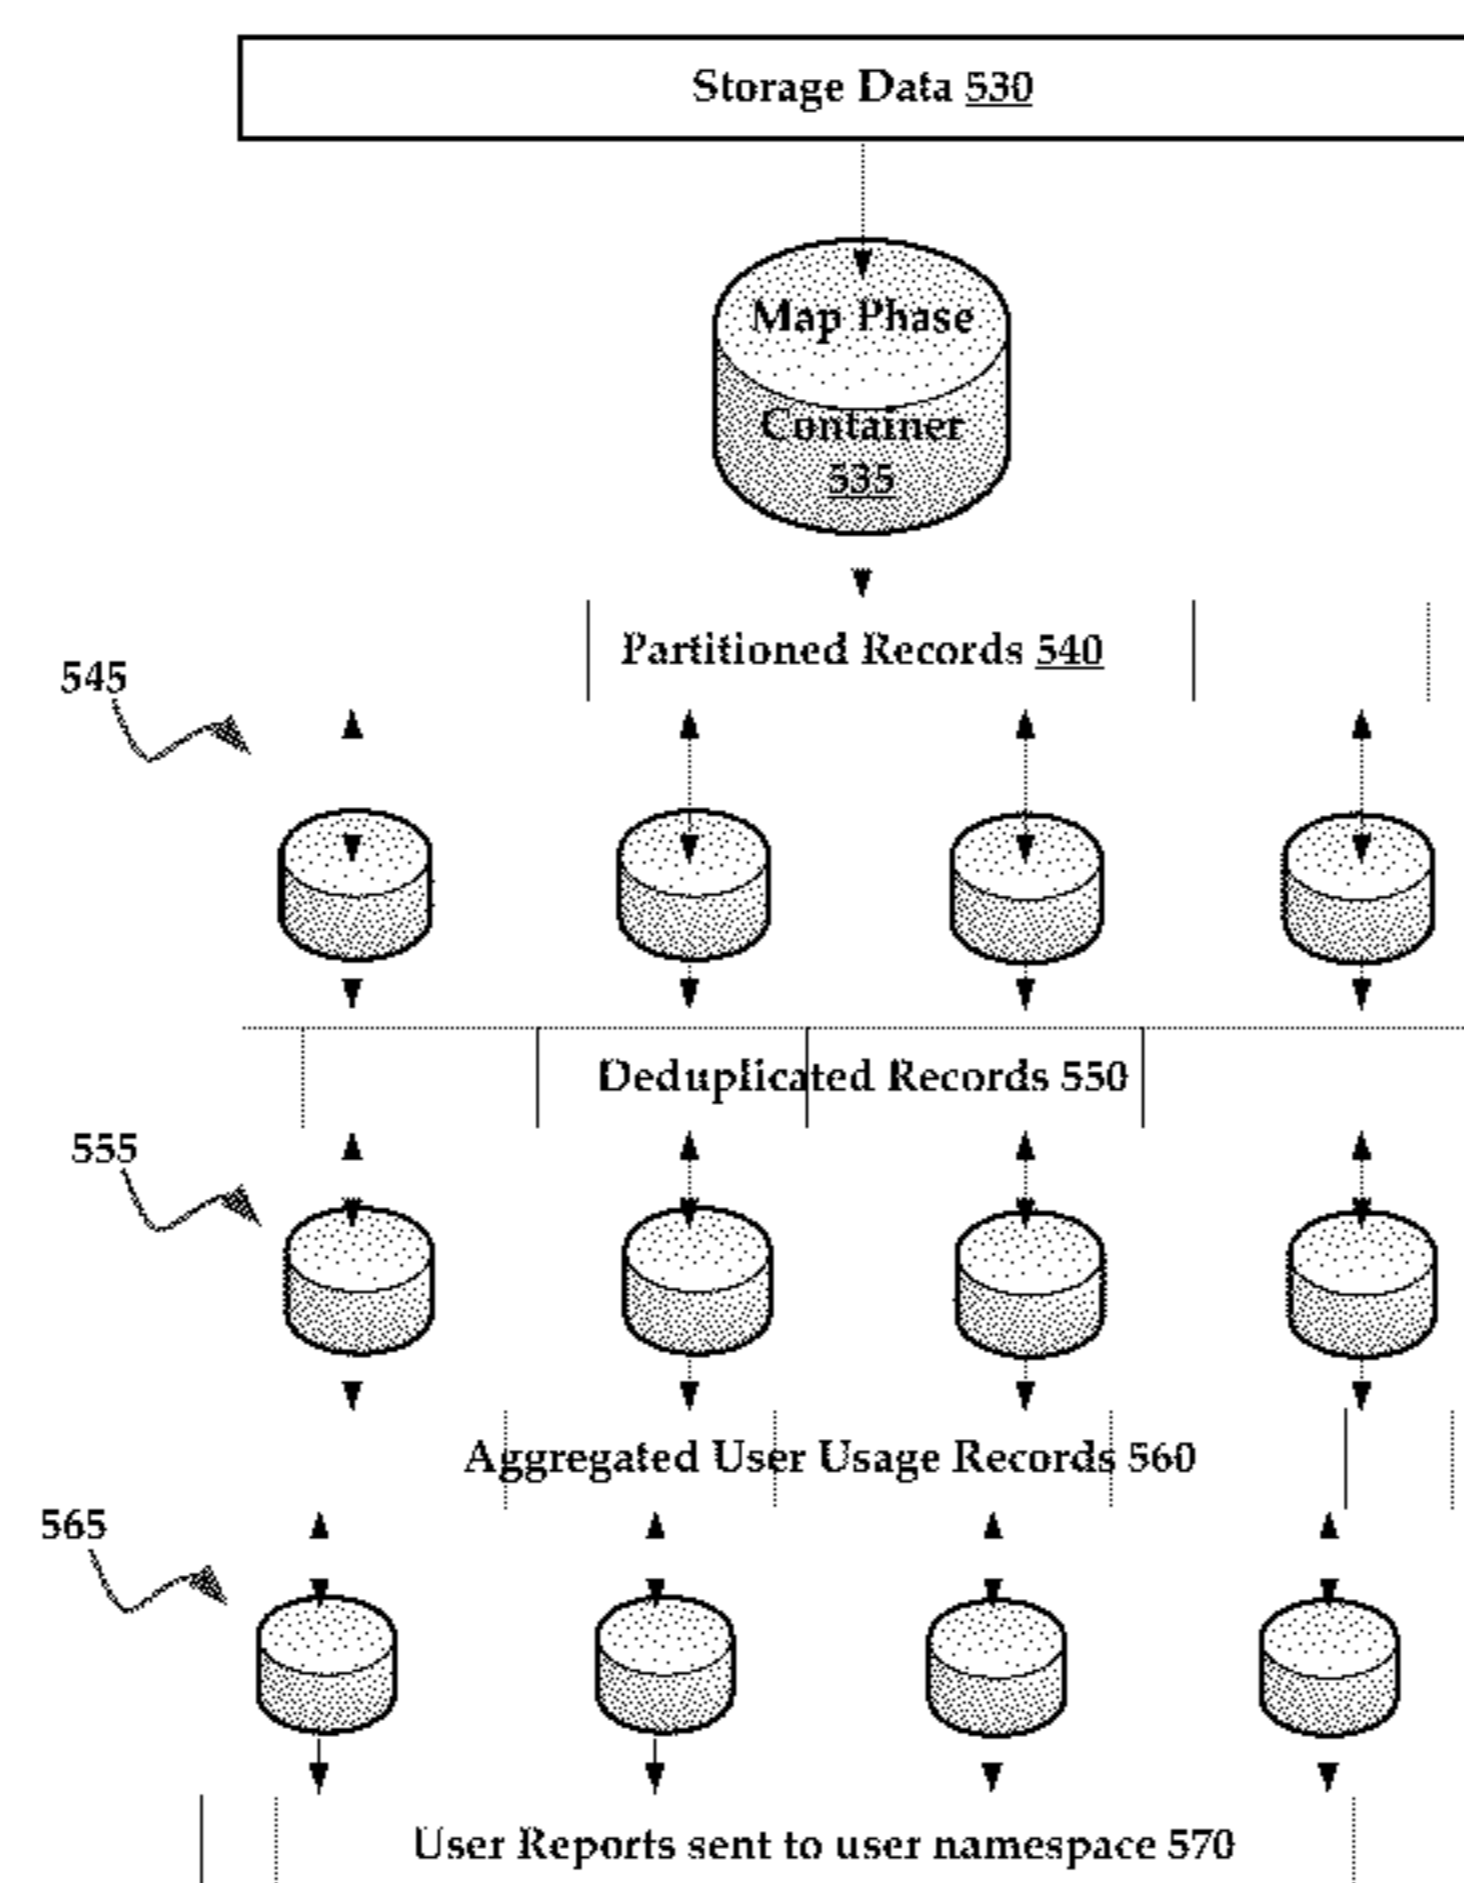 Storage Data 530
Map Phase
Container
535
Partitioned Records 540
545
Deduplicated Records 550
555
Aggregated User Usage Records 560
565
User Reports sent to user namespace 570